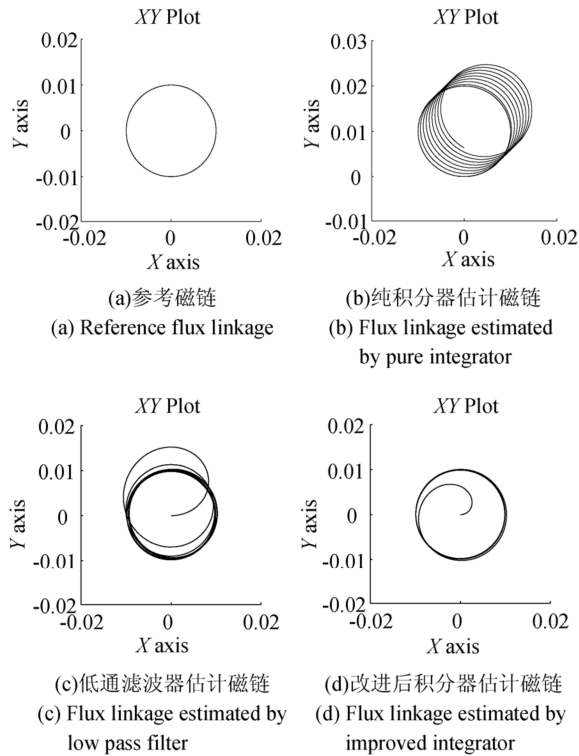 XY Plot
0.02
0.01
0
-0.01
-0.02
Y axis
-0.02
0
0.02
X axis
(a)参考磁链
(a) Reference flux linkage
XY Plot
0.03
0.02
0.01
0
-0.01
Y axis
-0.02
0
0.02
X axis
(b)纯积分器估计磁链
(b) Flux linkage estimated
by pure integrator
XY Plot
0.02
0.01
0
-0.01
-0.02
Y axis
-0.02
0
0.02
X axis
(c)低通滤波器估计磁链
(c) Flux linkage estimated by
low pass filter
XY Plot
0.02
0.01
0
-0.01
-0.02
Y axis
-0.02
0
0.02
X axis
(d)改进后积分器估计磁链
(d) Flux linkage estimated by
improved integrator